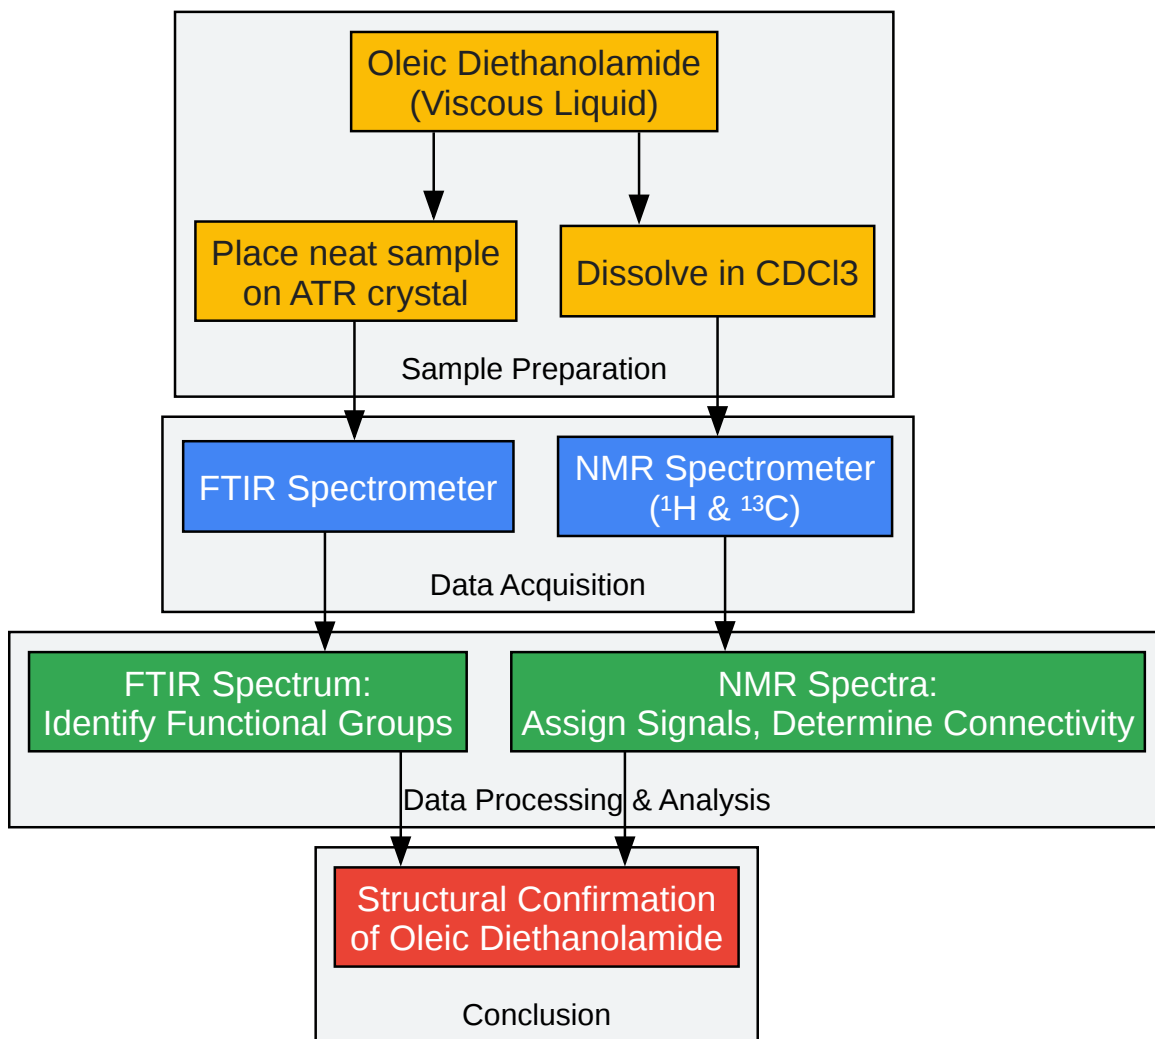 Oleic Diethanolamide
(Viscous Liquid)
Place neat sample
on ATR crystal
Dissolve in CDCl3
Sample Preparation
FTIR Spectrometer
NMR Spectrometer
(¹H & ¹³C)
Data Acquisition
FTIR Spectrum:
Identify Functional Groups
NMR Spectra:
Assign Signals, Determine Connectivity
Data Processing & Analysis
Structural Confirmation
of Oleic Diethanolamide
Conclusion